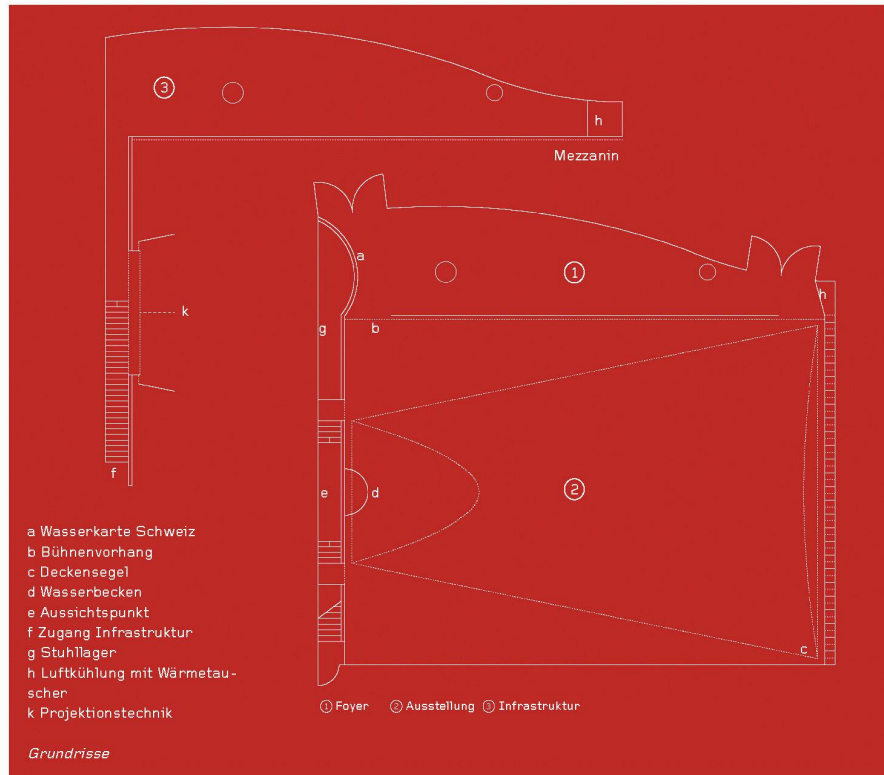 3
h
Mezzanin
a
1
h
k
g
b
f
e
d
2
c
a Wasserkarte Schweiz
b Bühnenvorhang
c Deckensegel
d Wasserbecken
e Aussichtspunkt
f Zugang Infrastruktur
g Stuhllager
h Luftkühlung mit Wärmetau-
scher
k Projektionstechnik
1 Foyer 2 Ausstellung 3 Infrastruktur
Grundrisse